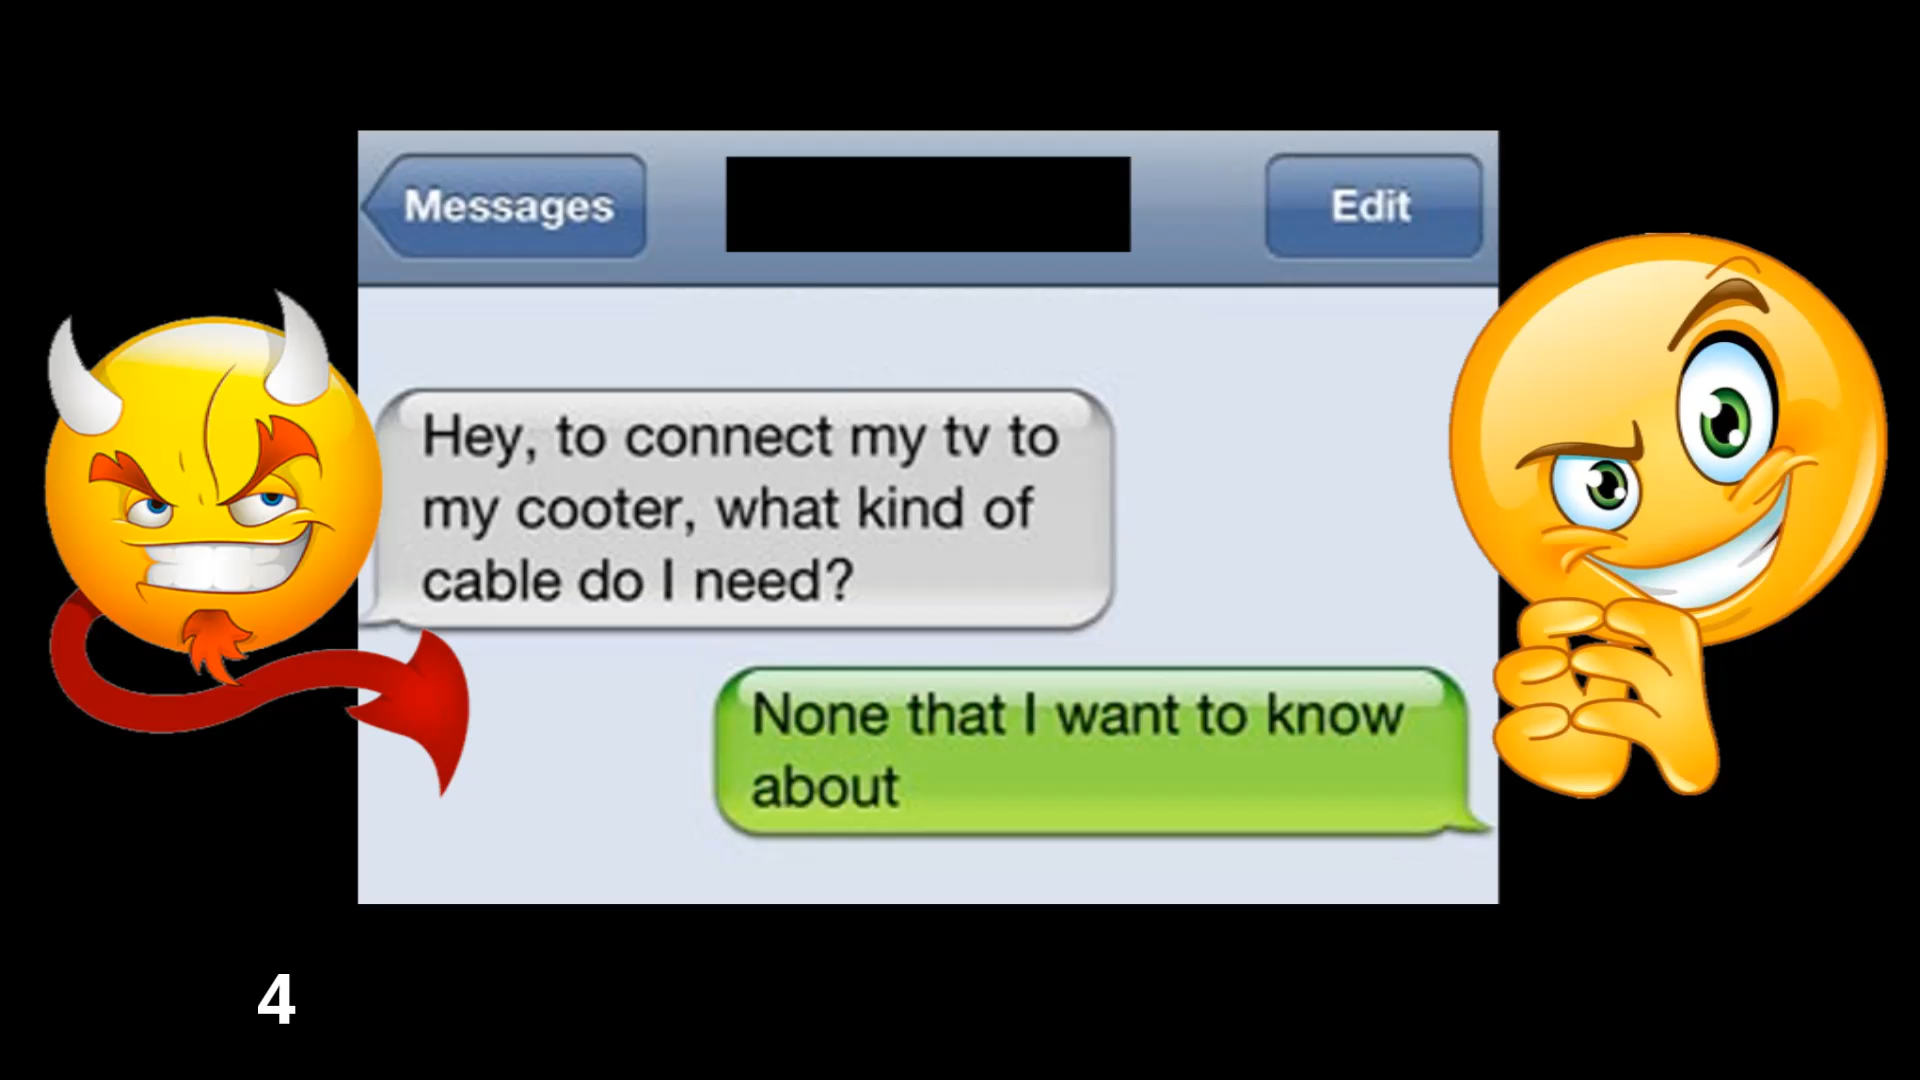 Messages
Edit
Hey, to connect my tv to
my cooter, what kind of
cable do I need?
None that I want to know
about
4